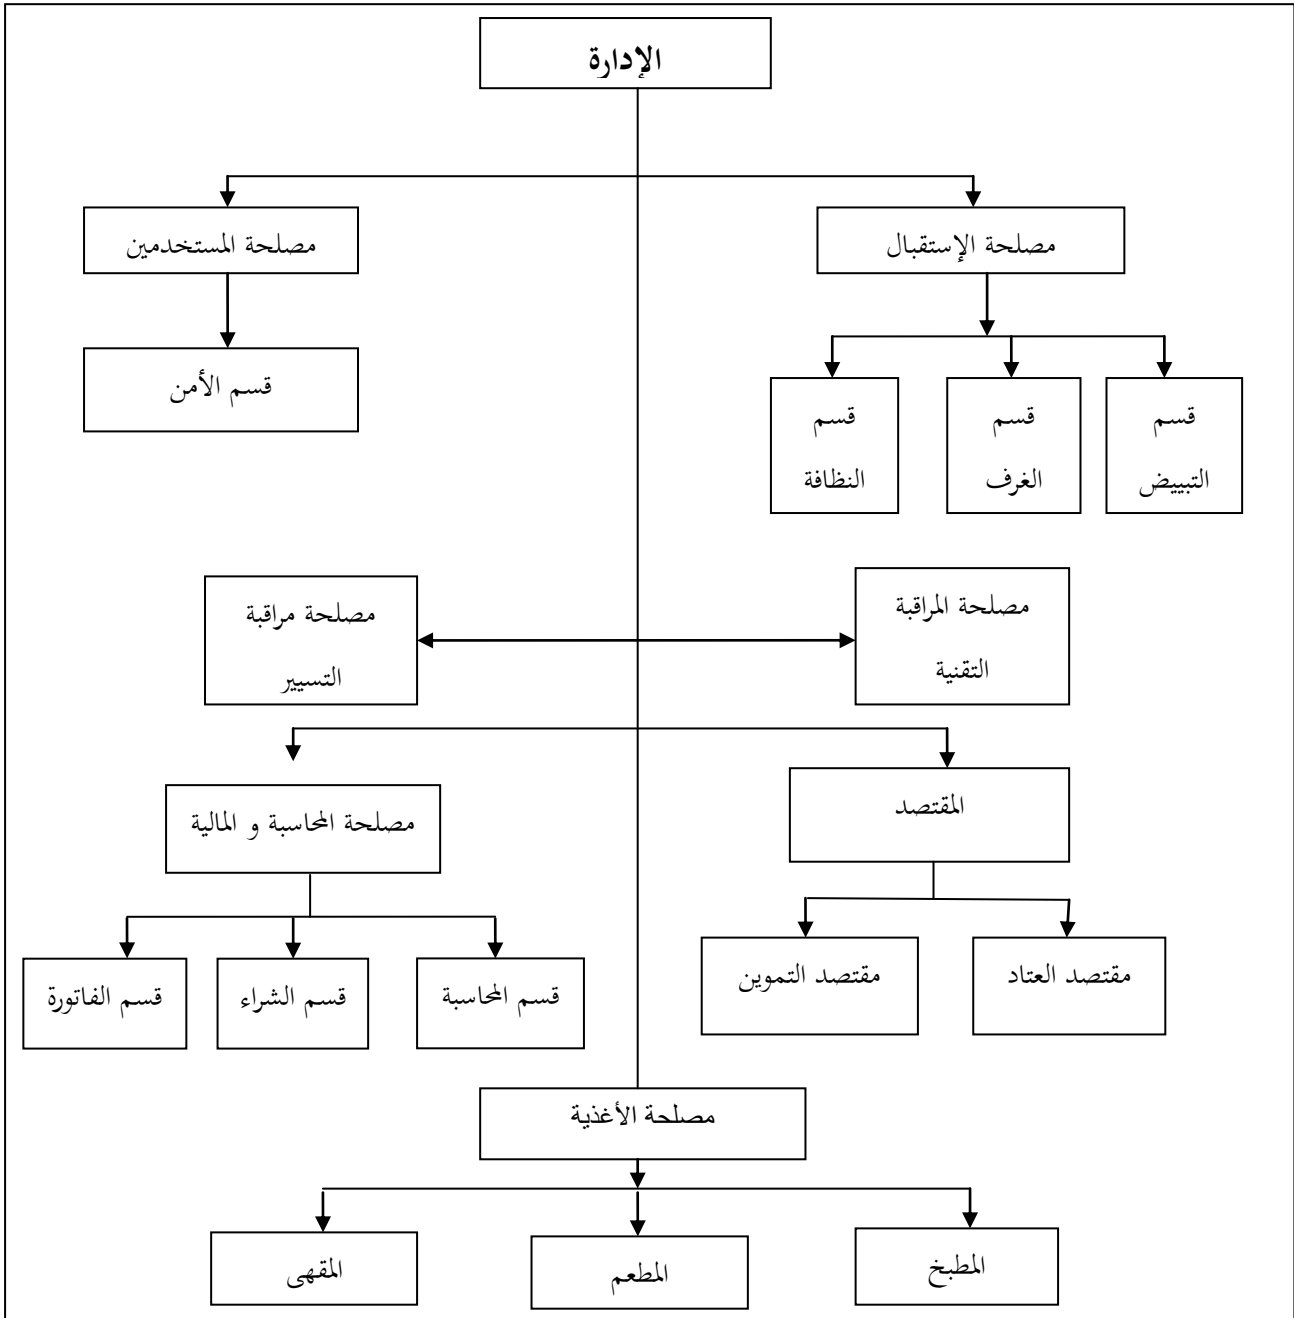 الإدارة
مصلحة الإستقبال
مصلحة المستخدمين
قسم الأمن
قسم
التبييض
قسم
الغرف
قسم
النظافة
مصلحة المراقبة
التقنية
مصلحة مراقبة
التسيير
المقتصد
مصلحة المحاسبة و المالية
مقتصد العتاد
مقتصد التموين
قسم المحاسبة
قسم الشراء
قسم الفاتورة
مصلحة الأغذية
المطبخ
المطعم
المقهى